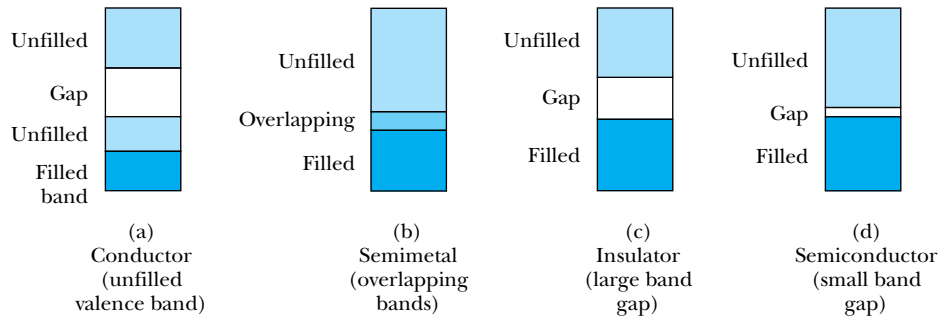 Unfilled
Gap
Unfilled
Filled
band
(a)
Conductor
(unfilled
valence band)
Unfilled
Overlapping
Filled
(b)
Semimetal
(overlapping
bands)
Unfilled
Gap
Filled
(c)
Insulator
(large band
gap)
Unfilled
Gap
Filled
(d)
Semiconductor
(small band
gap)